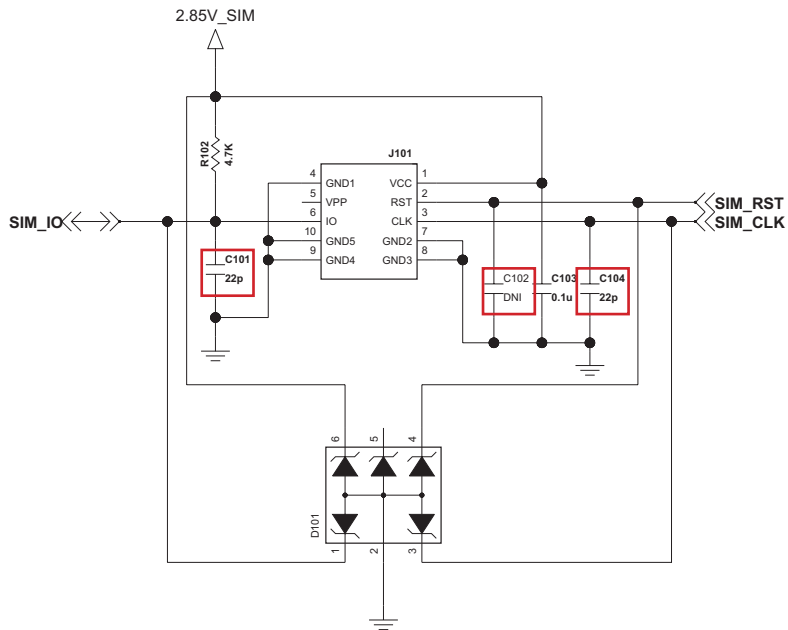 2.85V_SIM
R102
4.7K
J101
4
GND1
VCC
1
5
VPP
RST
2
SIM_RST
SIM_IO
6
IO
CLK
3
SIM_CLK
10
GND5
GND2
7
9
GND4
GND3
8
C101
22p
C102
DNI
C103
0.1u
C104
22p
6
5
4
D101
1
2
3